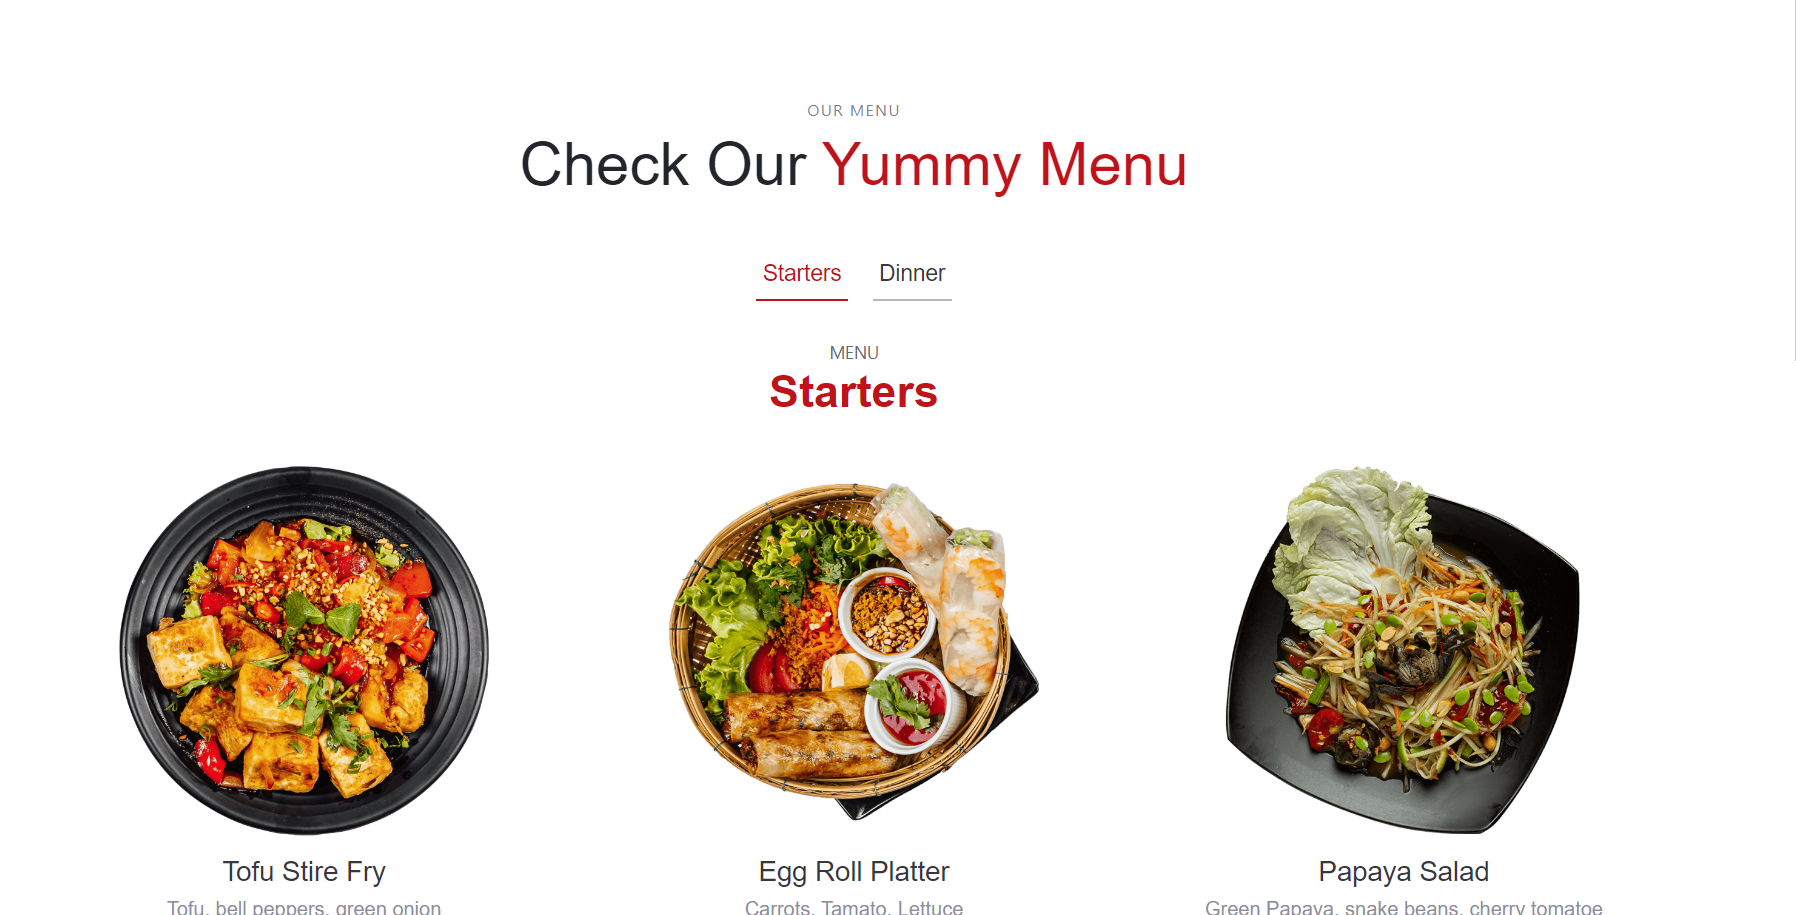 OUR MENU
Check Our Yummy Menu
Starters Dinner
MENU
Starters
Tofu Stire Fry
Egg Roll Platter
Papaya Salad
Tofu, bell peppers, green onion
Carrots, Tamato, Lettuce
Green Papaya, snake beans, cherry tomatoe